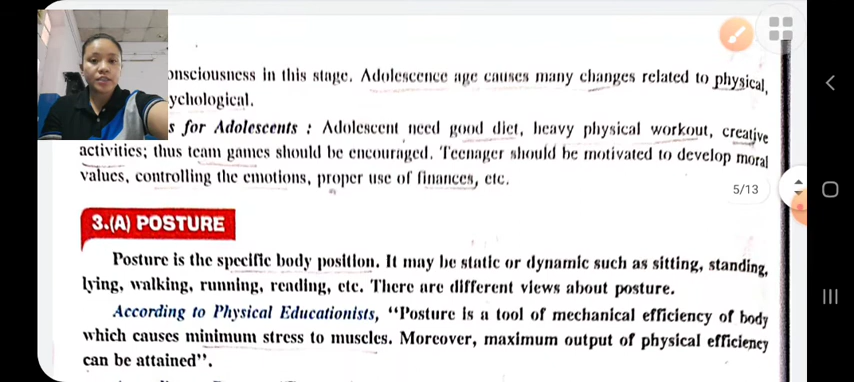 onsciousness in this stage. Adolescence age causes many changes related to physical,
ychological.
s for Adolescents : Adolescent need good diet, heavy physical workout, creative
activities; thus team games should be encouraged. Teenager should be motivated to develop moral
values, controlling the emotions, proper use of finances, etc.
5/13
3.(A) POSTURE
Posture is the specific body position. It may be static or dynamic such as sitting, standing,
lying, walking, running, reading, etc. There are different views about posture.
According to Physical Educationists, “Posture is a tool of mechanical efficiency of body
which causes minimum stress to muscles. Moreover, maximum output of physical efficiency
can be attained”.